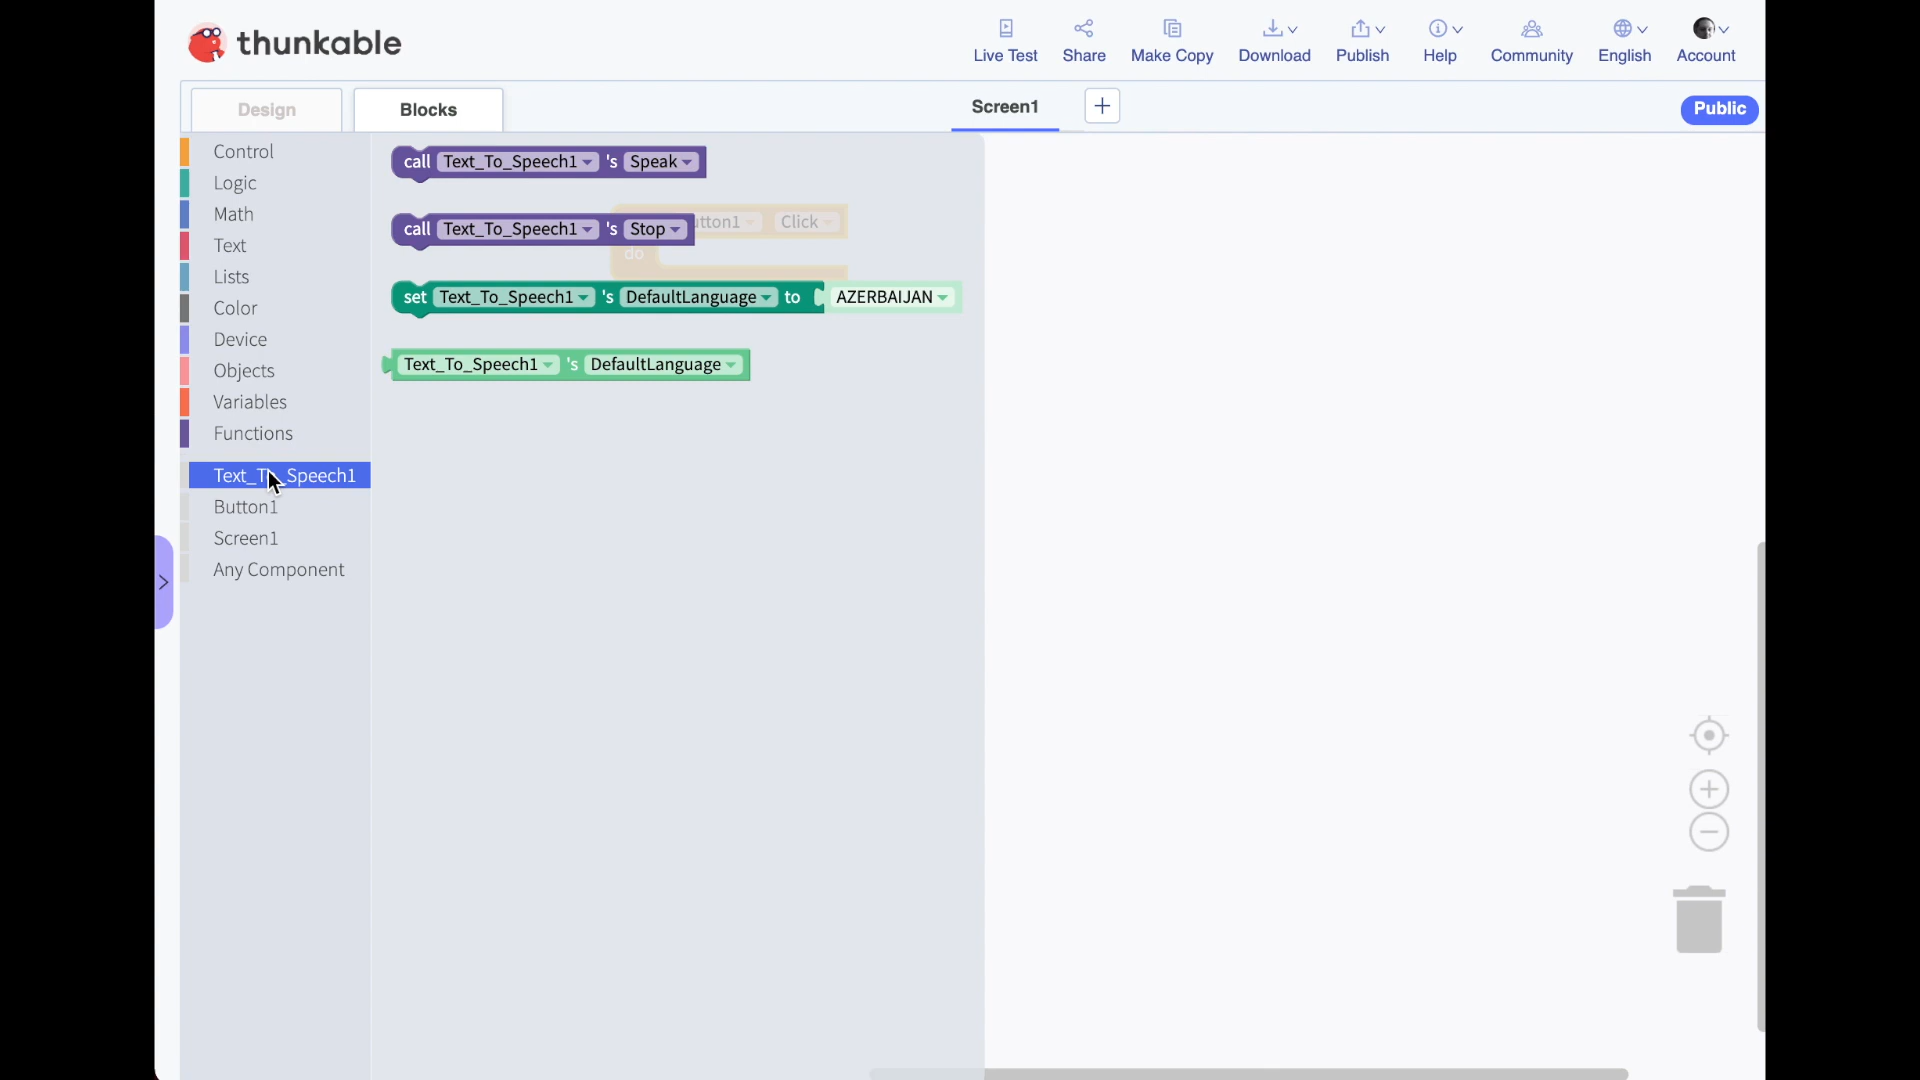 thunkable
Live Test
Share
Make Copy
Download
Publish
Help
Community
English
Account
Design
Blocks
Screen1
Public
Control
Logic
Math
Text
Lists
Color
Device
Objects
Variables
Functions
Text_To_Speech1
Button1
Screen1
Any Component
call Text_To_Speech1 's Speak
call Text_To_Speech1 's Stop
Click
do
set Text_To_Speech1 's DefaultLanguage to AZERBAIJAN
Text_To_Speech1 's DefaultLanguage